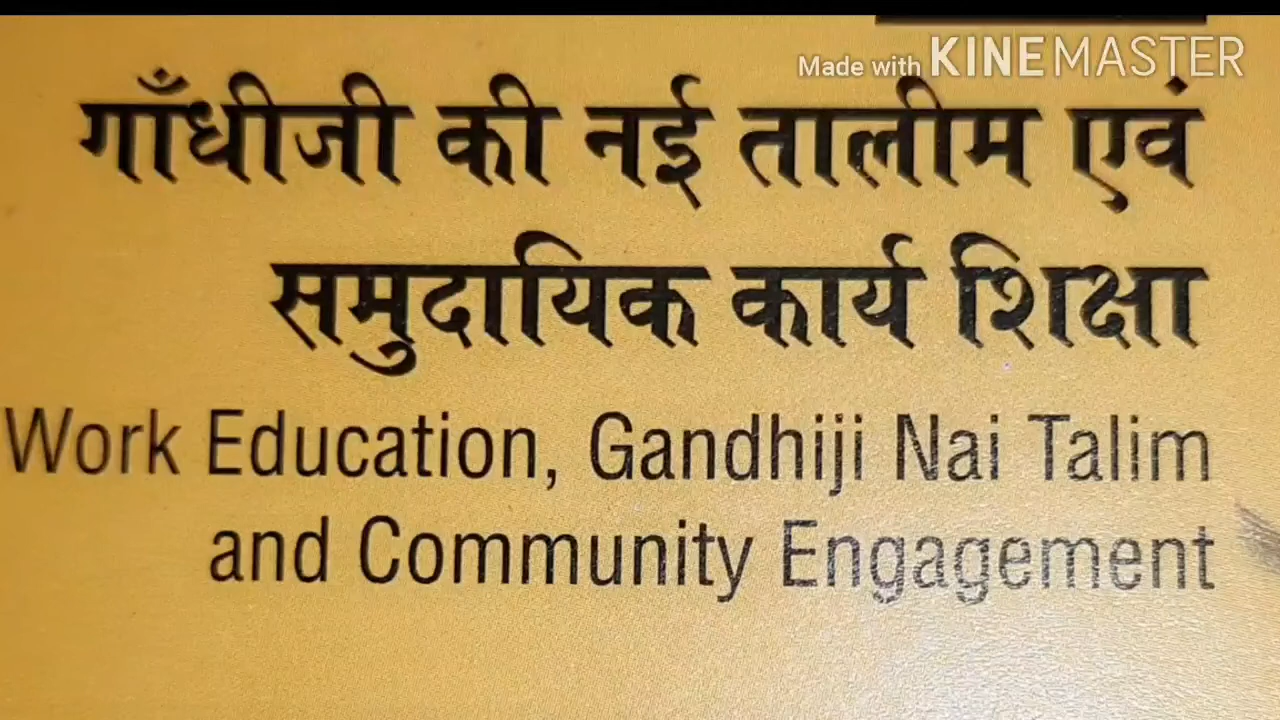 Made with KINEMASTER
गाँधीजी की नई तालीम एवं
समुदायिक कार्य शिक्षा
Work Education, Gandhiji Nai Talim
and Community Engagement